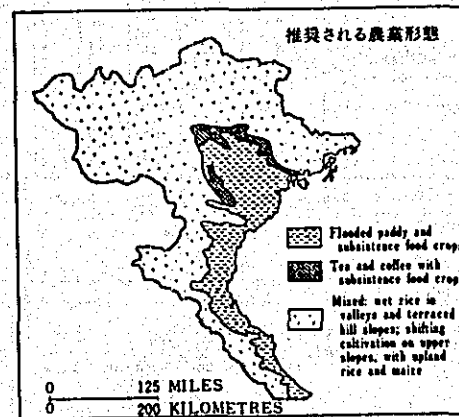 推奨される農業形態
Flooded paddy and
subsistence food crop
Tea and coffee with
subsistence food crop
Mixed: wet rice in
valleys and terraced
hill slopes; shifting
cultivation on upper
slopes, with upland
rice and maize
0 125 MILES
0 200 KILOMETRES